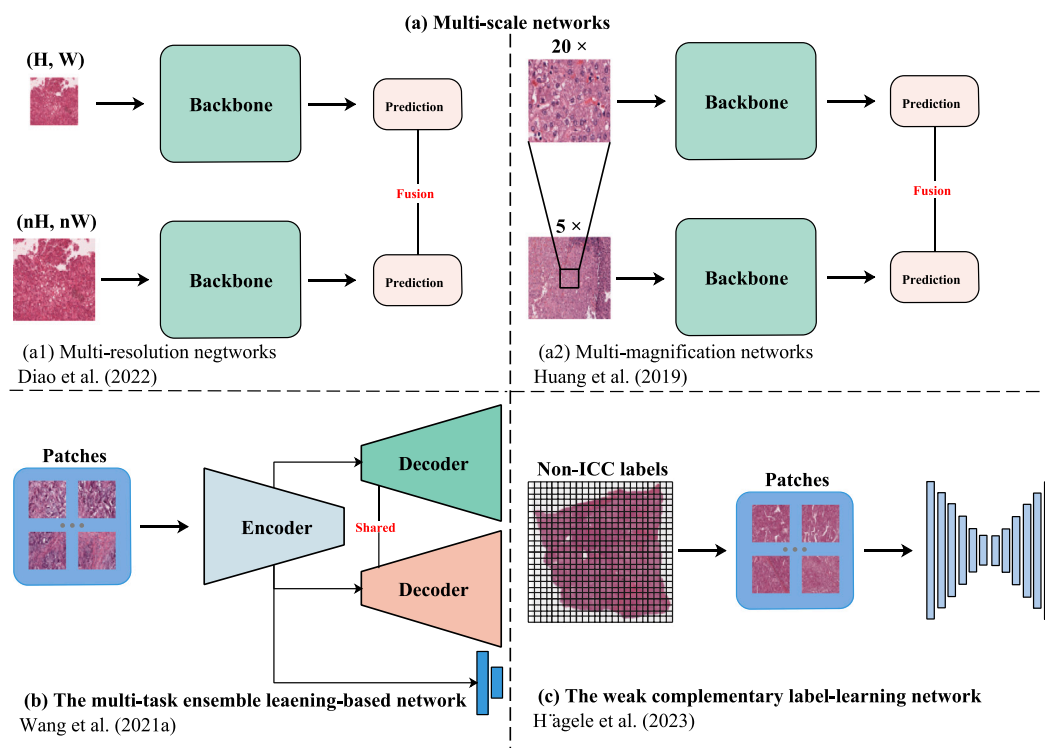 (a) Multi-scale networks
(H, W)
Backbone
Prediction
Fusion
(nH, nW)
Backbone
Prediction
(a1) Multi-resolution negtworks
Diao et al. (2022)
20 ×
Backbone
Prediction
Fusion
5 ×
Backbone
Prediction
(a2) Multi-magnification networks
Huang et al. (2019)
Patches
Encoder
Decoder
Shared
Decoder
(b) The multi-task ensemble leaening-based network
Wang et al. (2021a)
Non-ICC labels
Patches
(c) The weak complementary label-learning network
H¨agele et al. (2023)